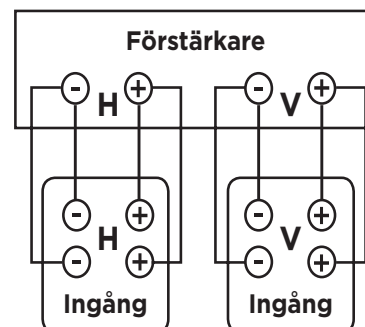 Förstärkare
- H + - V +
- H + - V +
- + - +
Ingång Ingång